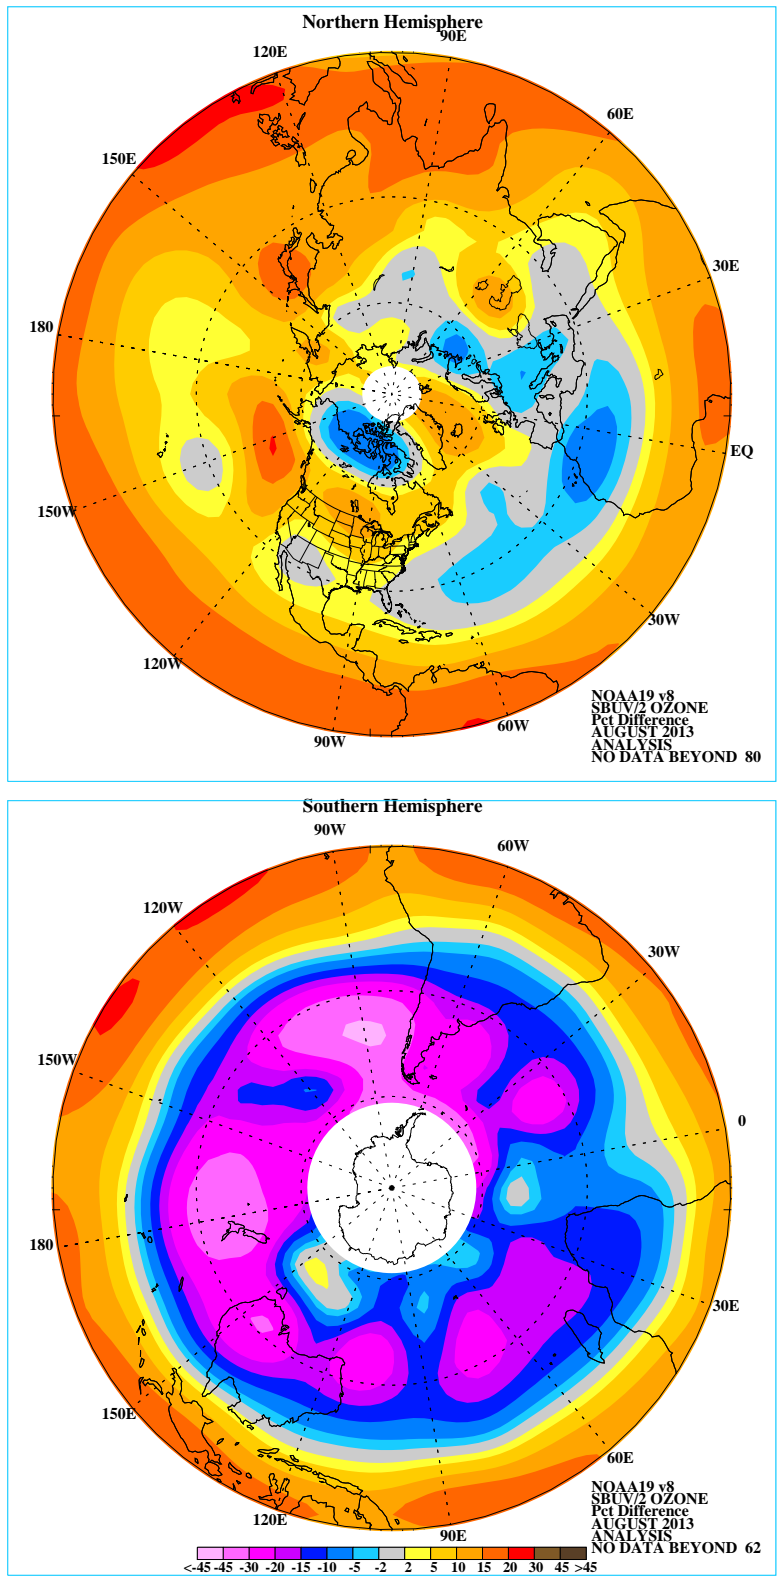 Northern Hemisphere
90E
120E
60E
150E
30E
180
EQ
150W
30W
120W
60W
90W
NOAA19 v8
SBUV/2 OZONE
Pct Difference
AUGUST 2013
ANALYSIS
NO DATA BEYOND 80
Southern Hemisphere
90W
60W
120W
30W
150W
0
180
30E
150E
60E
120E
90E
NOAA19 v8
SBUV/2 OZONE
Pct Difference
AUGUST 2013
ANALYSIS
NO DATA BEYOND 62
<-45 -45 -30 -20 -15 -10 -5 -2 2 5 10 15 20 30 45 >45